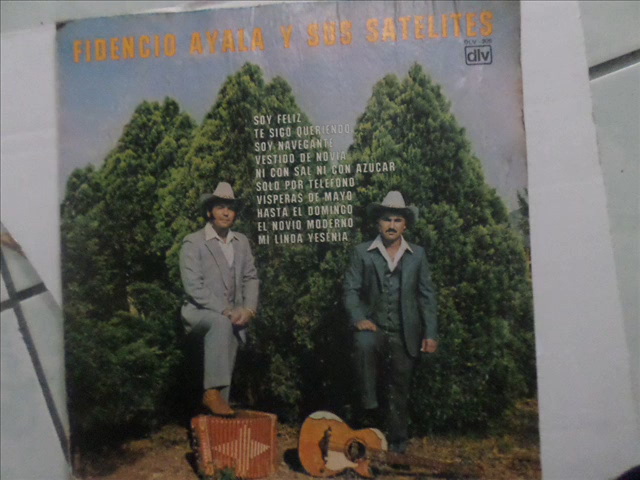 FIDENCIO AYALA Y SUS SATELITES
dlv
SOY FELIZ
TE SIGO QUERIENDO
SOY NAVEGANTE
VESTIDO DE NOVIA
NI CON SAL NI CON AZUCAR
SOLO POR TELEFONO
VISPERAS DE MAYO
HASTA EL DOMINGO
EL NOVIO MODERNO
MI LINDA YESENIA